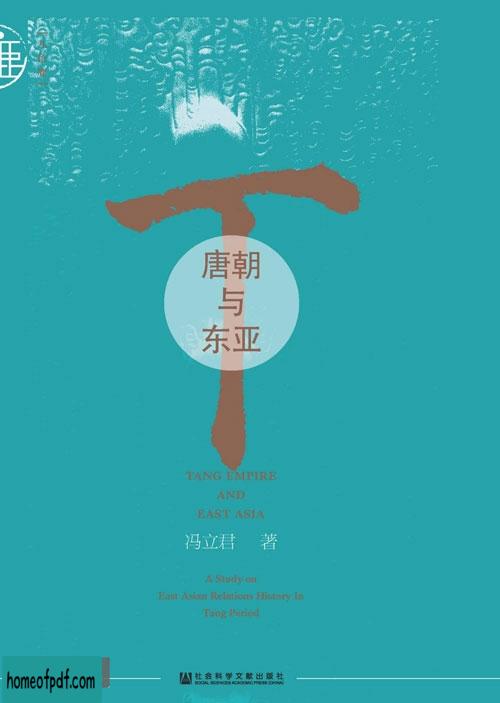 唐朝
与
东亚
TANG EMPIRE
AND
EAST ASIA
冯立君 著
A Study on
East Asian Relations History In
Tang Period
社会科学文献出版社
SOCIAL SCIENCES ACADEMIC PRESS (CHINA)
homeofpdf.com